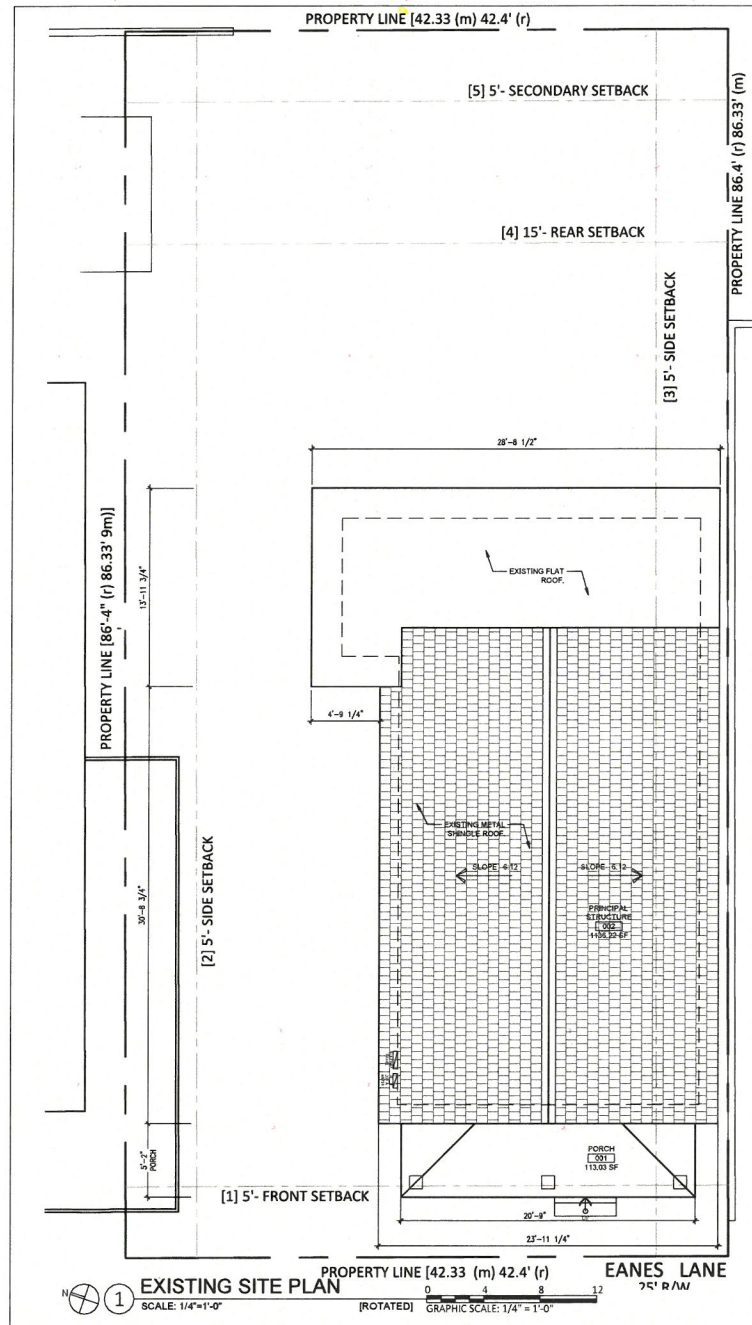 PROPERTY LINE [42.33 (m) 42.4' (r)
[5] 5'- SECONDARY SETBACK
PROPERTY LINE 86.4' (r) 86.33' (m)
[4] 15'- REAR SETBACK
[3] 5'- SIDE SETBACK
28'-8 1/2"
EXISTING FLAT
ROOF.
13'-11 3/4"
PROPERTY LINE [86'-4" (r) 86.33' 9m)]
4'-9 1/4"
EXISTING METAL
SHINGLE ROOF.
SLOPE 6:12
SLOPE 6:12
PRINCIPAL
STRUCTURE
002
1136.22 SF
30'-8 3/4"
[2] 5'- SIDE SETBACK
5'-2"
PORCH
PORCH
001
113.03 SF
[1] 5'- FRONT SETBACK
20'-9"
UP
23'-11 1/4"
PROPERTY LINE [42.33 (m) 42.4' (r)
EANES LANE
25' R/W
N
1
EXISTING SITE PLAN
SCALE: 1/4"=1'-0"
[ROTATED]
0 4 8 12
GRAPHIC SCALE: 1/4" = 1'-0"